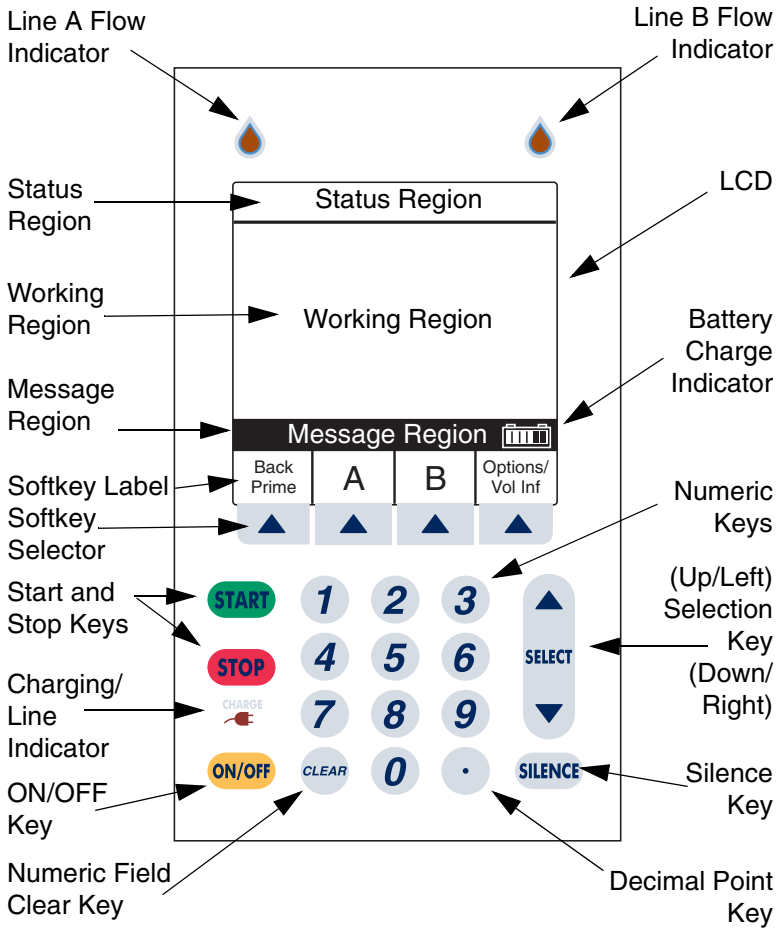 Line A Flow
Indicator
Line B Flow
Indicator
Status
Region
Status Region
LCD
Working
Region
Working Region
Battery
Charge
Indicator
Message
Region
Message Region
Softkey Label
Back
Prime
A
B
Options/
Vol Inf
Softkey
Selector
Numeric
Keys
Start and
Stop Keys
START
1
2
3
(Up/Left)
Selection
Key
(Down/
Right)
STOP
4
5
6
SELECT
Charging/
Line
Indicator
CHARGE
7
8
9
ON/OFF
Key
ON/OFF
CLEAR
0
.
SILENCE
Silence
Key
Numeric Field
Clear Key
Decimal Point
Key